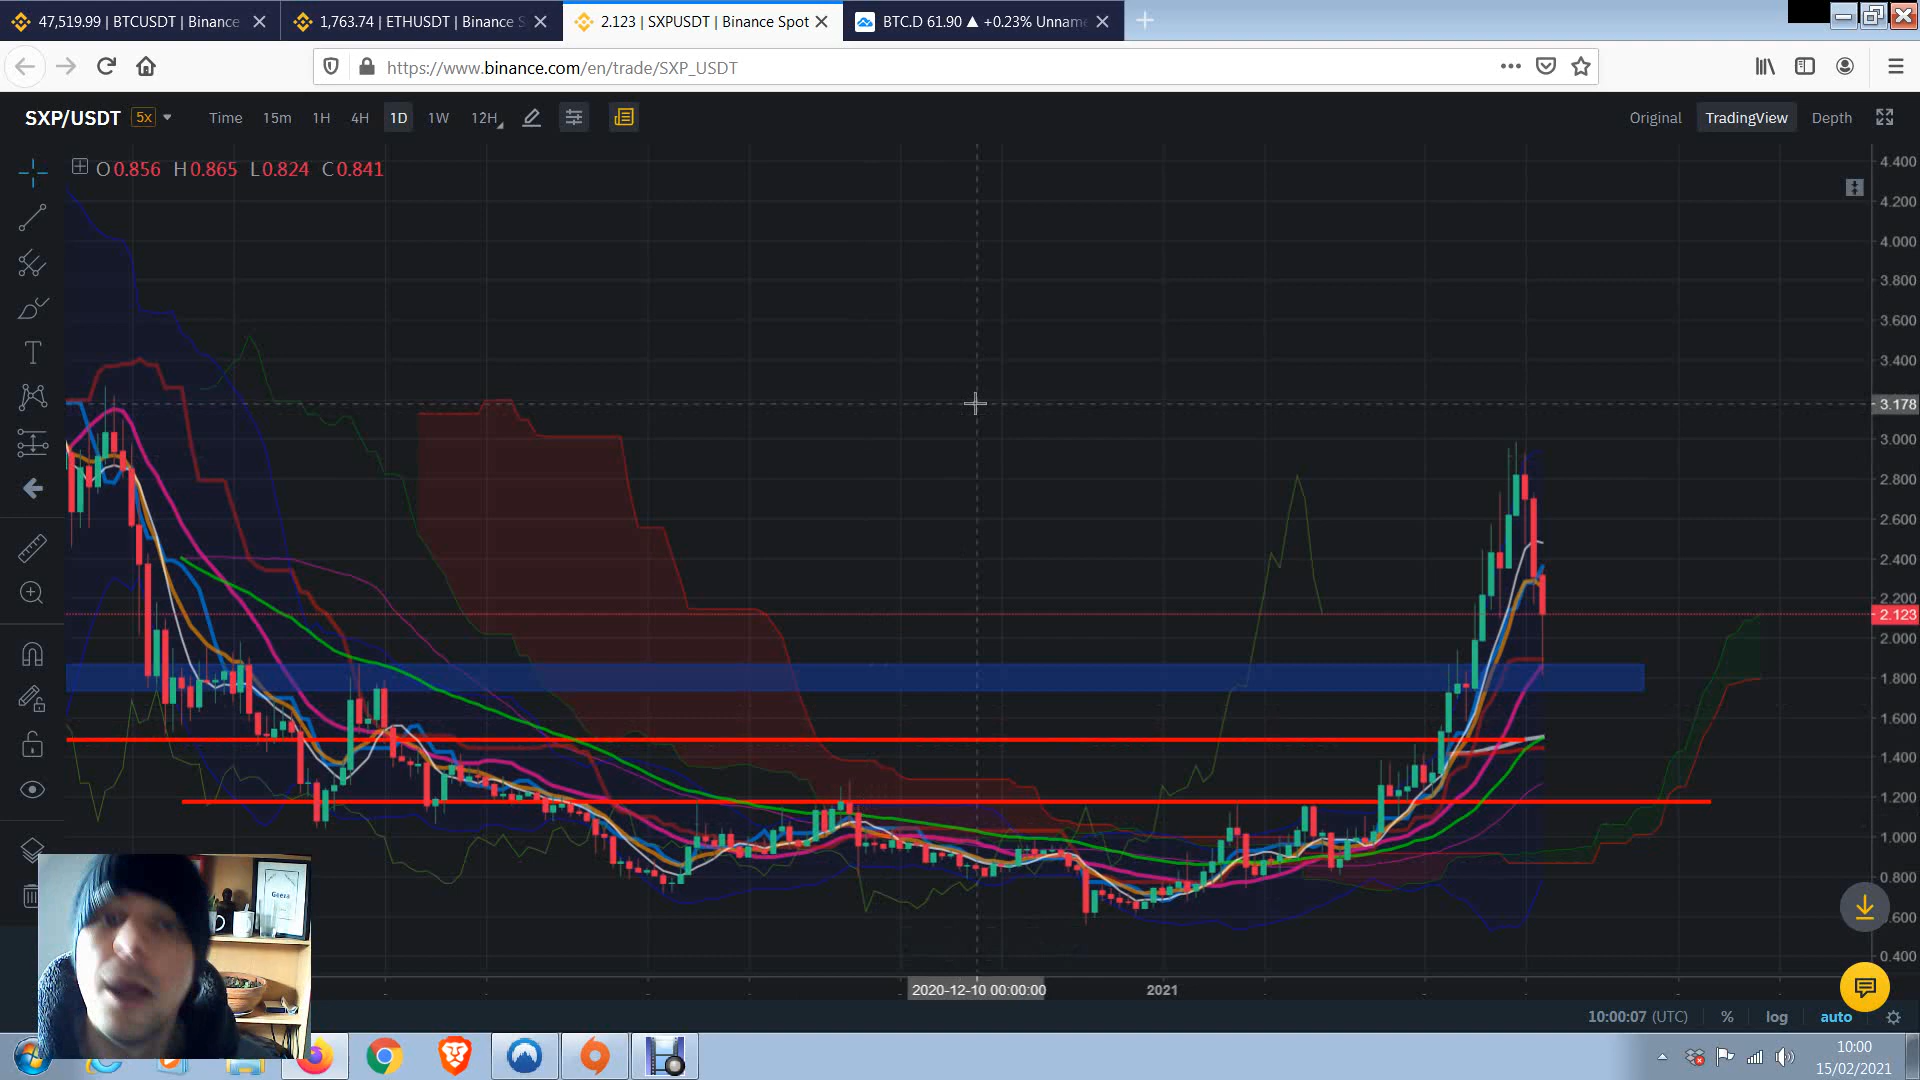 47,519.99 | BTCUSDT | Binance
1,763.74 | ETHUSDT | Binance S
2.123 | SXPUSDT | Binance Spot
BTC.D 61.90 ▲ +0.23% Unnam
https://www.binance.com/en/trade/SXP_USDT
SXP/USDT 5x Time 15m 1H 4H 1D 1W 12H Original TradingView Depth
O 0.856 H 0.865 L 0.824 C 0.841
4.400
4.200
4.000
3.800
3.600
3.400
3.178
3.000
2.800
2.600
2.400
2.200
2.123
2.000
1.800
1.600
1.400
1.200
1.000
0.800
0.600
0.400
2020-12-10 00:00:00 2021
10:00:07 (UTC) % log auto
10:00
15/02/2021